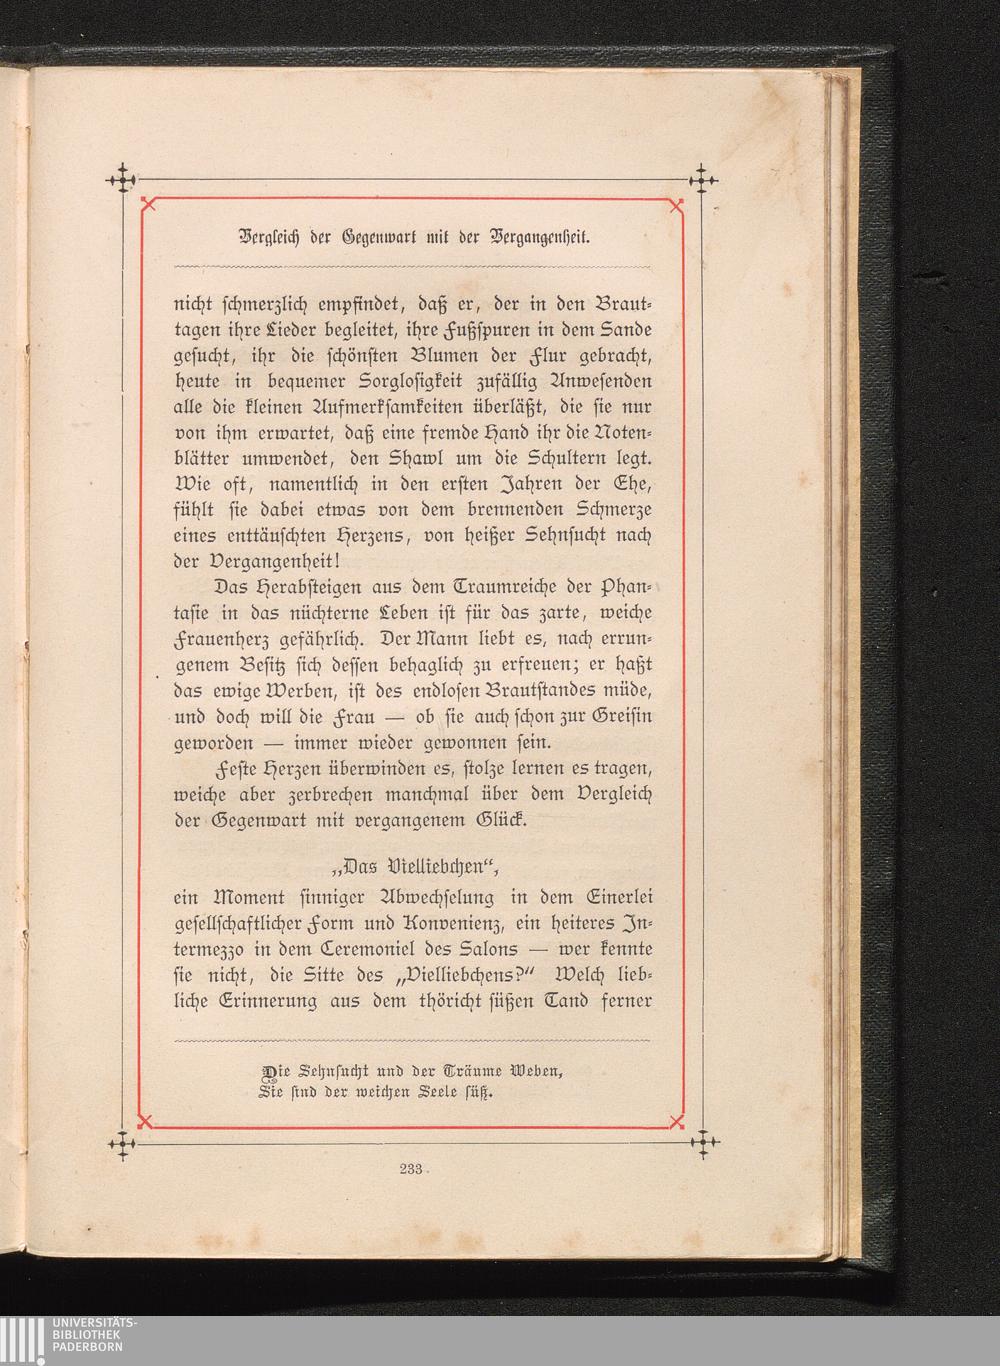 Vergleich der Gegenwart mit der Vergangenheit.
nicht schmerzlich empfindet, daß er, der in den Braut-
tagen ihre Lieder begleitet, ihre Fußspuren in dem Sande
gesucht, ihr die schönsten Blumen der Flur gebracht,
heute in bequemer Sorglosigkeit zufällig Anwesenden
alle die kleinen Aufmerksamkeiten überläßt, die sie nur
von ihm erwartet, daß eine fremde Hand ihr die Noten-
blätter umwendet, den Shawl um die Schultern legt.
Wie oft, namentlich in den ersten Jahren der Ehe,
fühlt sie dabei etwas von dem brennenden Schmerze
eines enttäuschten Herzens, von heißer Sehnsucht nach
der Vergangenheit!
Das Herabsteigen aus dem Traumreiche der Phan-
tasie in das nüchterne Leben ist für das zarte, weiche
Frauenherz gefährlich. Der Mann liebt es, nach errun-
genem Besitz sich dessen behaglich zu erfreuen; er haßt
das ewige Werben, ist des endlosen Brautstandes müde,
und doch will die Frau — ob sie auch schon zur Greisin
geworden — immer wieder gewonnen sein.
Feste Herzen überwinden es, stolze lernen es tragen,
weiche aber zerbrechen manchmal über dem Vergleich
der Gegenwart mit vergangenem Glück.
„Das Vielliebchen“,
ein Moment sinniger Abwechselung in dem Einerlei
gesellschaftlicher Form und Konvenienz, ein heiteres In-
termezzo in dem Ceremoniel des Salons — wer kennte
sie nicht, die Sitte des „Vielliebchens?“ Welch lieb-
liche Erinnerung aus dem thöricht süßen Tand ferner
Die Sehnsucht und der Träume Weben,
Sie sind der weichen Seele süß.
233
UNIVERSITÄTS-
BIBLIOTHEK
PADERBORN